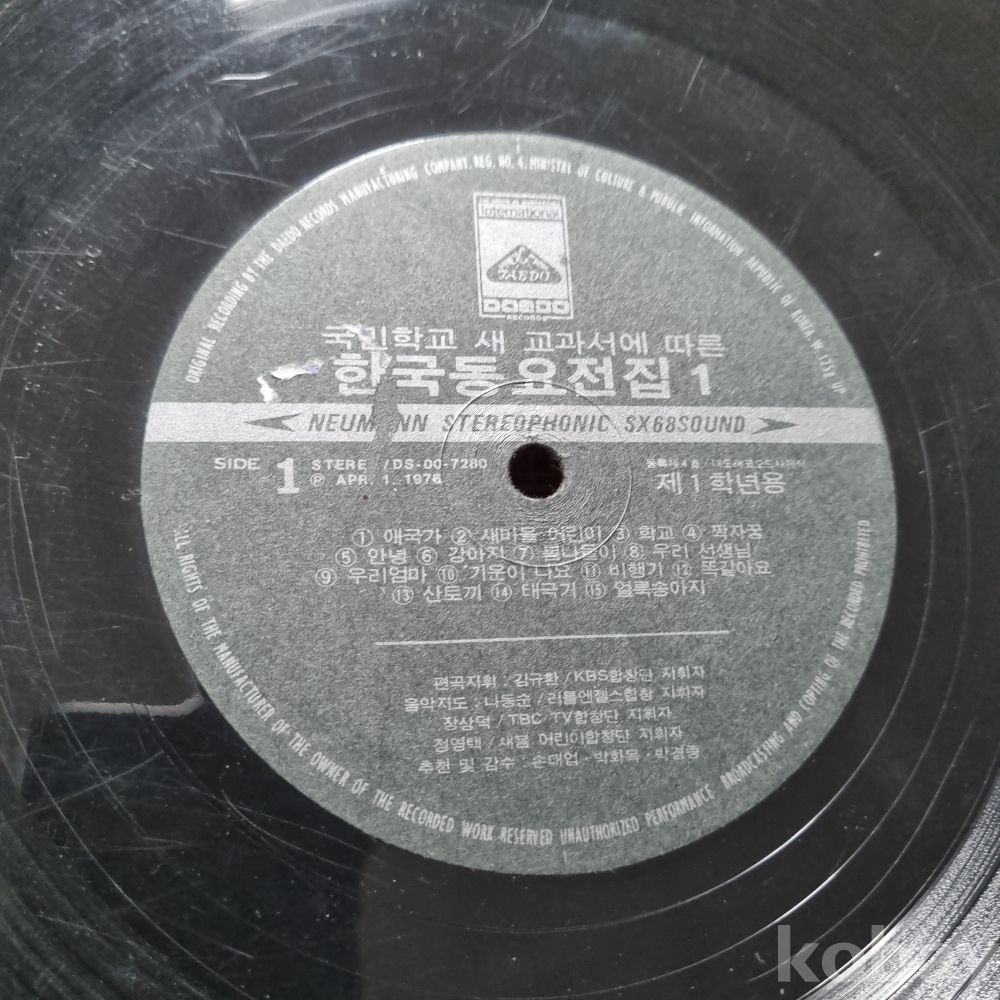 ORIGINAL RECORDING BY THE DAEDO RECORDS MANUFACTURING COMPANY. REG. NO. 4. MINISTRY OF CULTURE & PUBULIC INFORMATION REPUBLIC OF KOREA.
International
DAEDO
RECORDS
국민학교 새 교과서에 따른
한국동요전집 1
NEUMANN STEREOPHONIC SX68SOUND
SIDE 1 STERE /DS-00-7280
Ⓟ APR. 1. 1976
제1학년용
① 애국가 ② 새마을 어린이 ③ 학교 ④ 짝자꿍
⑤ 안녕 ⑥ 강아지 ⑦ 봄나들이 ⑧ 우리 선생님
⑨ 우리엄마 ⑩ 기운이 나요 ⑪ 비행기 ⑫ 똑같아요
⑬ 산토끼 ⑭ 태극기 ⑮ 얼룩송아지
편곡지휘 : 김규환 / KBS합창단 지휘자
음악지도 : 나동순 / 리틀엔젤스합창 지휘자
장상덕 / TBC TV합창단 지휘자
정영택 / 새봄 어린이합창단 지휘자
추천 및 감수 : 손대업 · 박화목 · 박경종
ALL RIGHTS OF THE MANUFACTURER OF THE OWNER OF THE RECORDED WORK RESERVED UNAUTHORIZED PERFORMANCE BROADCASTING AND COPYING OF THE RECORDED PROHIBITED